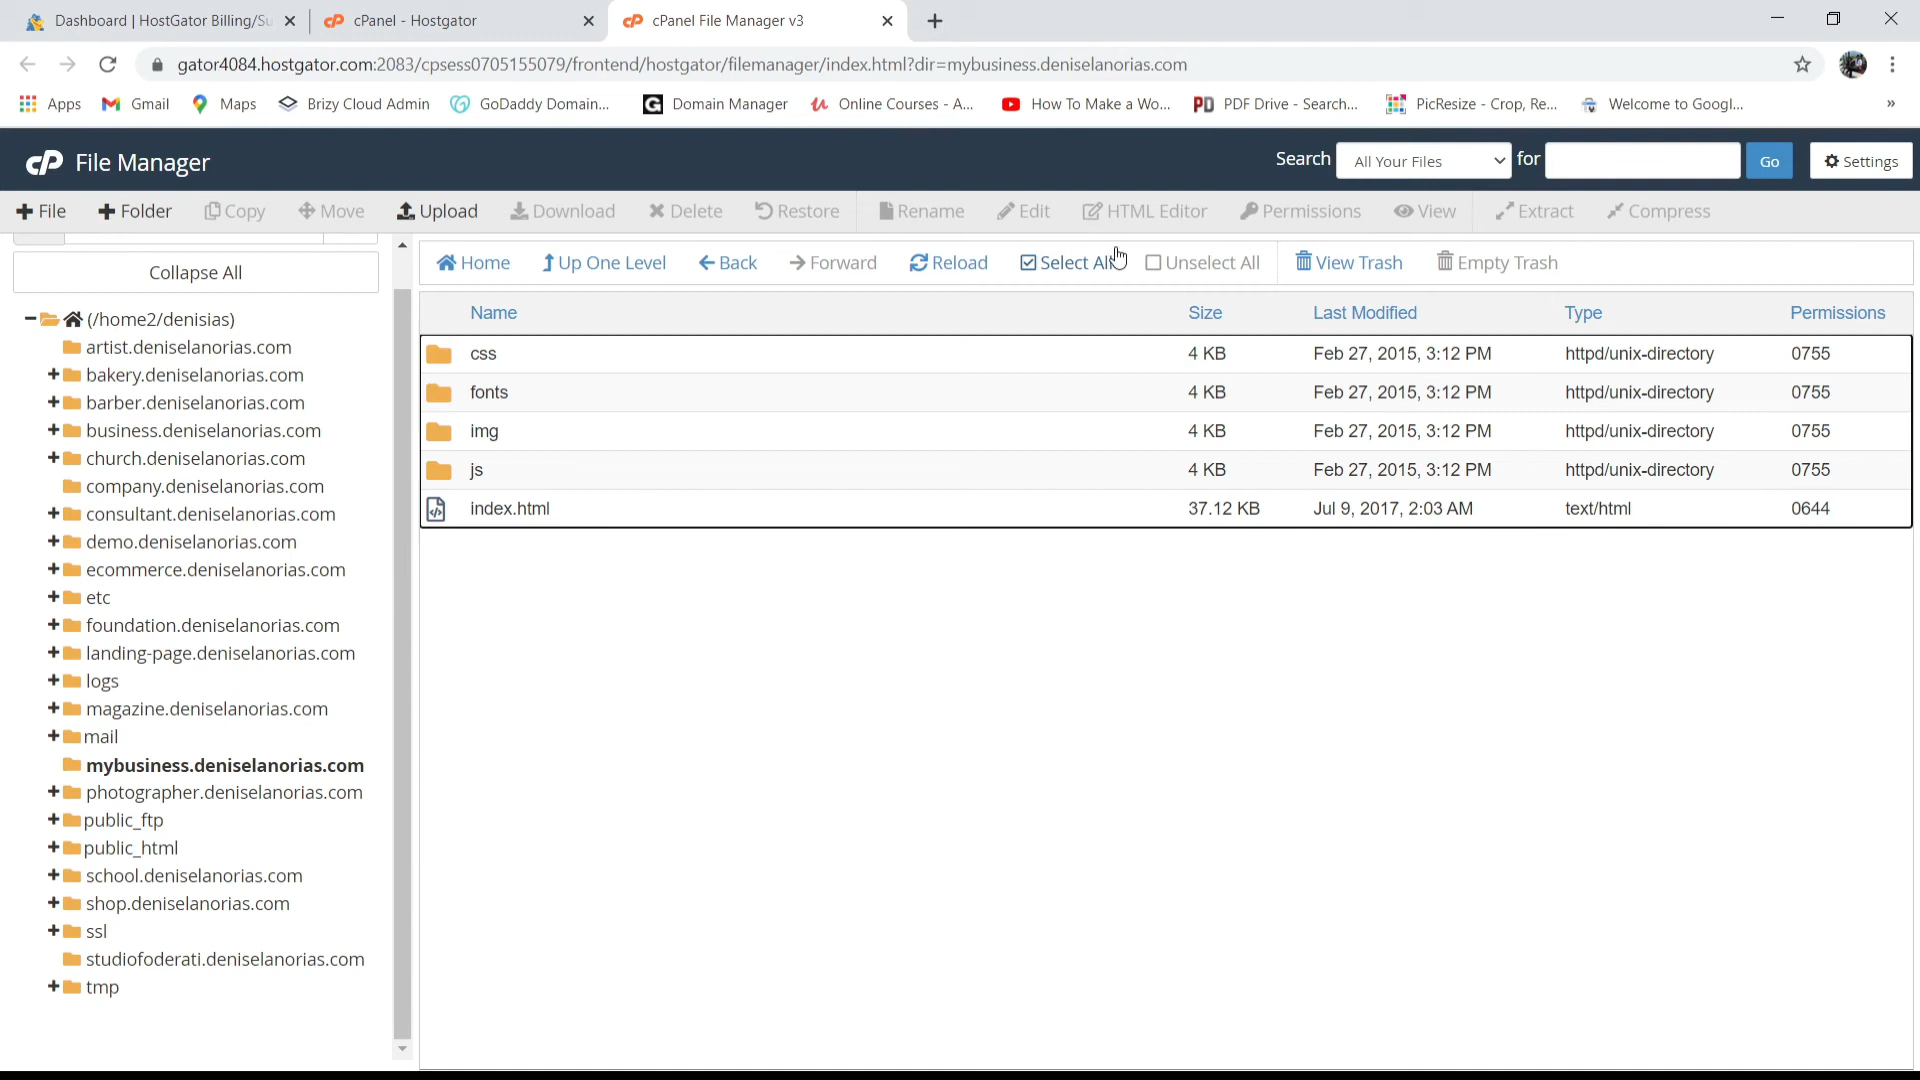 Dashboard | HostGator Billing/Su
cPanel - Hostgator
cPanel File Manager v3
gator4084.hostgator.com:2083/cpsess0705155079/frontend/hostgator/filemanager/index.html?dir=mybusiness.deniselanorias.com
Apps Gmail Maps Brizy Cloud Admin GoDaddy Domain... Domain Manager Online Courses - A... How To Make a Wo... PDF Drive - Search... PicResize - Crop, Re... Welcome to Googl... »
cP File Manager Search All Your Files for Go Settings
File Folder Copy Move Upload Download Delete Restore Rename Edit HTML Editor Permissions View Extract Compress
Collapse All
Home Up One Level Back Forward Reload Select All Unselect All View Trash Empty Trash
(/home2/denisias)
artist.deniselanorias.com
bakery.deniselanorias.com
barber.deniselanorias.com
business.deniselanorias.com
church.deniselanorias.com
company.deniselanorias.com
consultant.deniselanorias.com
demo.deniselanorias.com
ecommerce.deniselanorias.com
etc
foundation.deniselanorias.com
landing-page.deniselanorias.com
logs
magazine.deniselanorias.com
mail
mybusiness.deniselanorias.com
photographer.deniselanorias.com
public_ftp
public_html
school.deniselanorias.com
shop.deniselanorias.com
ssl
studiofoderati.deniselanorias.com
tmp
Name Size Last Modified Type Permissions
css 4 KB Feb 27, 2015, 3:12 PM httpd/unix-directory 0755
fonts 4 KB Feb 27, 2015, 3:12 PM httpd/unix-directory 0755
img 4 KB Feb 27, 2015, 3:12 PM httpd/unix-directory 0755
js 4 KB Feb 27, 2015, 3:12 PM httpd/unix-directory 0755
index.html 37.12 KB Jul 9, 2017, 2:03 AM text/html 0644